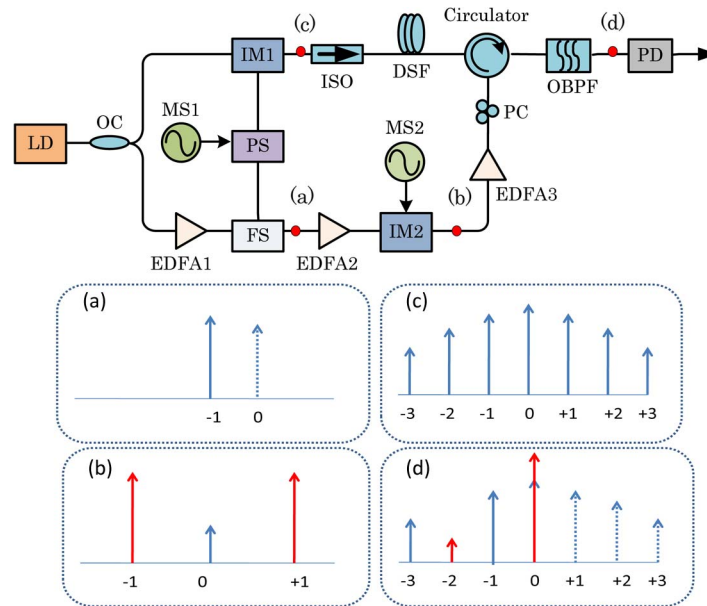 (c)
Circulator
(d)
IM1
ISO
DSF
OBPF
PD
OC
MS1
MS2
PC
LD
PS
(a)
(b)
EDFA3
FS
IM2
EDFA1
EDFA2
(a)
-1 0
(c)
-3 -2 -1 0 +1 +2 +3
(b)
-1 0 +1
(d)
-3 -2 -1 0 +1 +2 +3